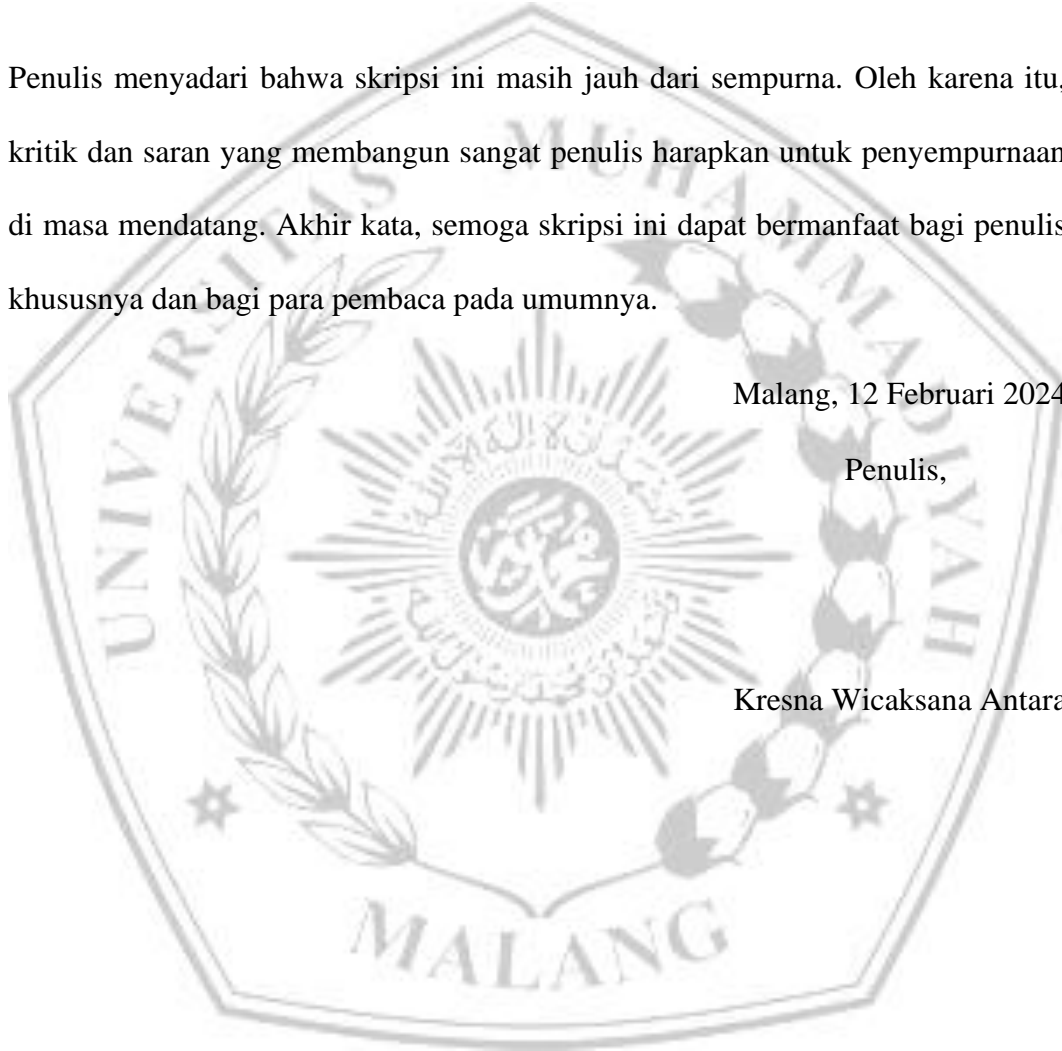 Penulis menyadari bahwa skripsi ini masih jauh dari sempurna. Oleh karena itu,
kritik dan saran yang membangun sangat penulis harapkan untuk penyempurnaan
di masa mendatang. Akhir kata, semoga skripsi ini dapat bermanfaat bagi penulis
khususnya dan bagi para pembaca pada umumnya.
Malang, 12 Februari 2024
Penulis,
Kresna Wicaksana Antara
UNIVERSITAS MUHAMMADIYAH
MALANG